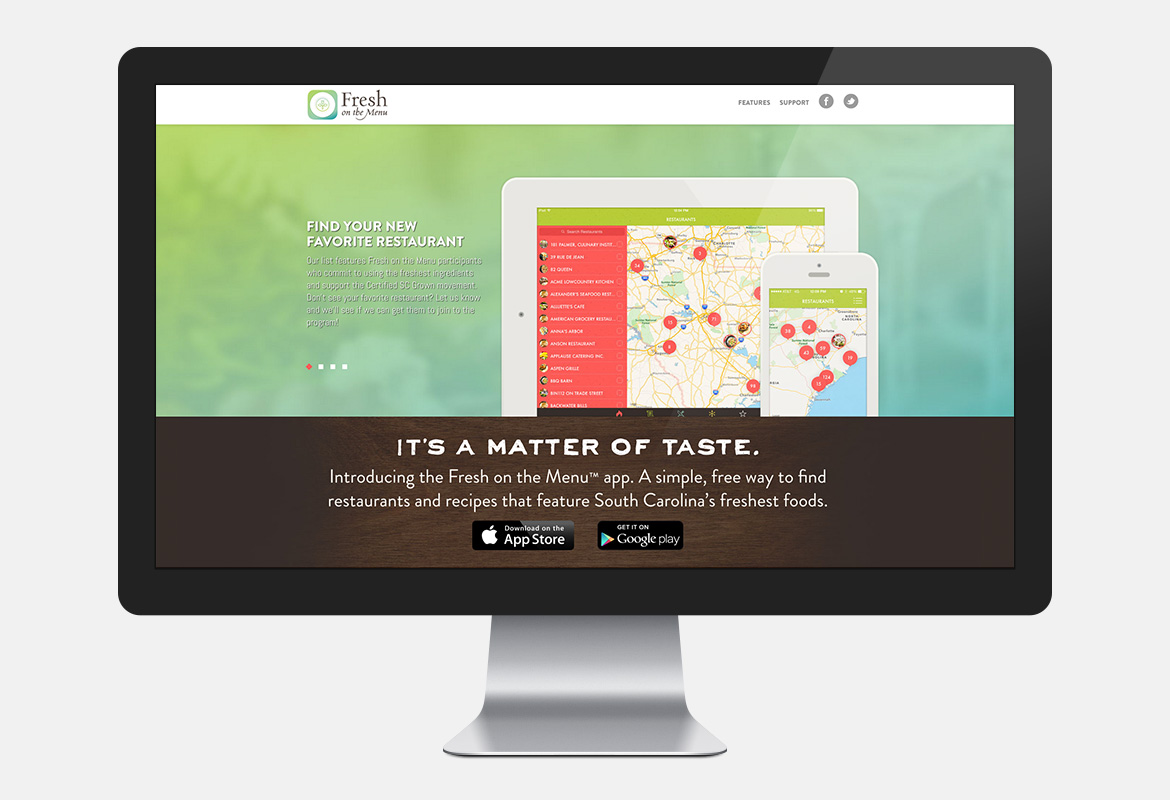 Fresh
on the Menu
FEATURES SUPPORT
FIND YOUR NEW
FAVORITE RESTAURANT
Our list features Fresh on the Menu participants
who commit to using the freshest ingredients
and support the Certified SC Grown movement.
Don't see your favorite restaurant? Let us know
and we'll see if we can get them to join to the
program!
RESTAURANTS
Search Restaurants
181 PALMER, CULINARY INSTIT...
39 RUE DE JEAN
82 QUEEN
ACME LOWCOUNTRY KITCHEN
ALEXANDER'S SEAFOOD REST...
ALLUETTE'S CAFE
AMERICAN GROCERY RESTAU...
ANNA'S ARBOR
ANSON RESTAURANT
APPLAUSE CATERING INC
ASPEN GRILLE
BBQ BARN
BIN112 ON TRADE STREET
BACKWATER BILLS
CHARLOTTE
RESTAURANTS
Charlotte
IT'S A MATTER OF TASTE.
Introducing the Fresh on the Menu™ app. A simple, free way to find
restaurants and recipes that feature South Carolina's freshest foods.
Download on the
App Store
GET IT ON
Google play